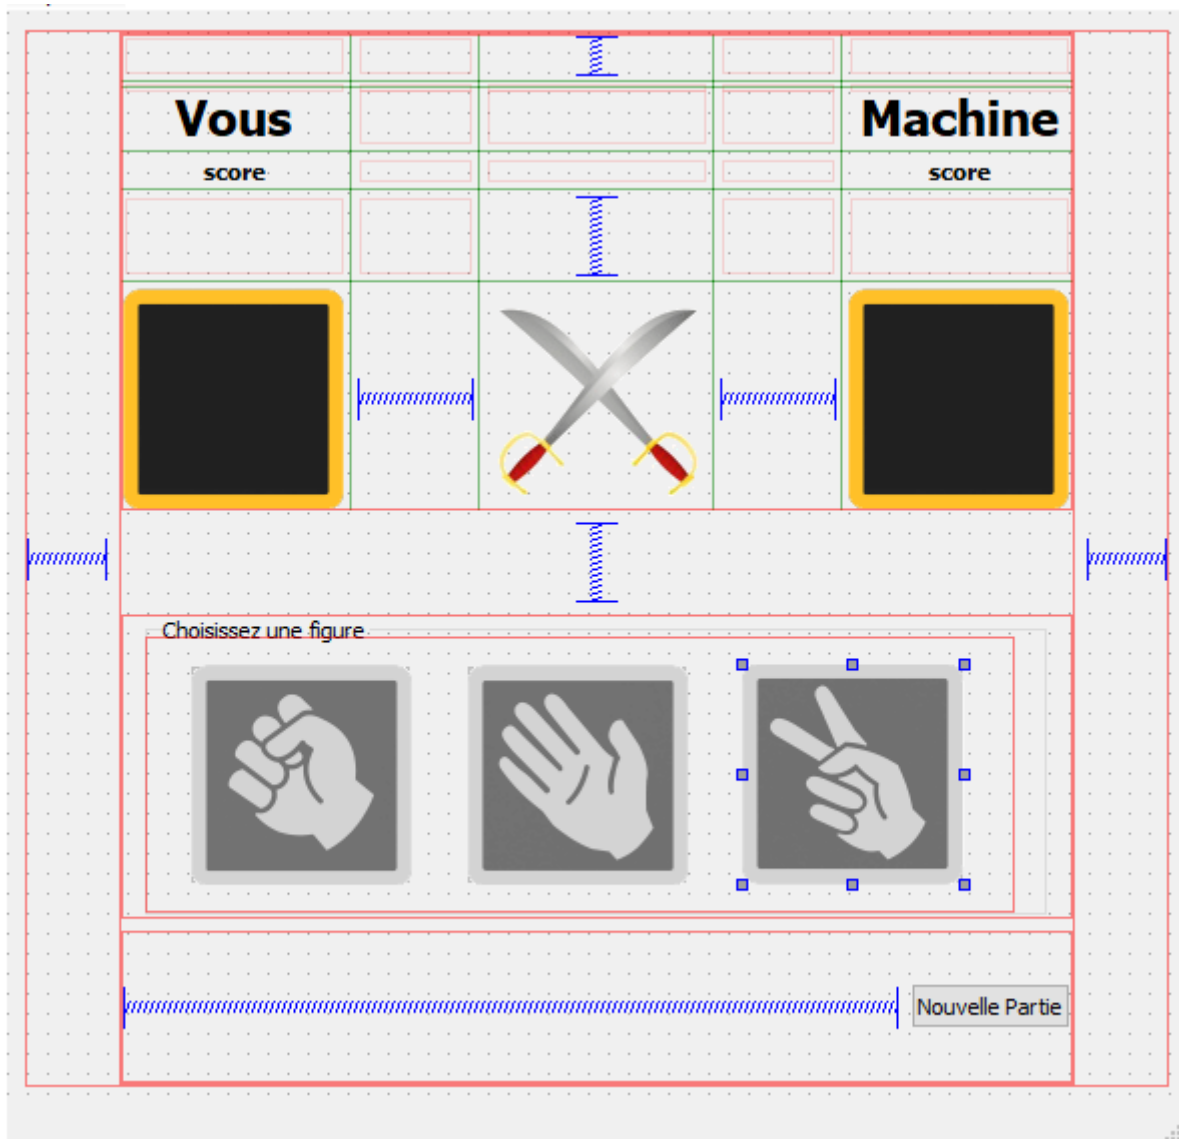 Vous
Machine
score
score
Choisissez une figure
Nouvelle Partie